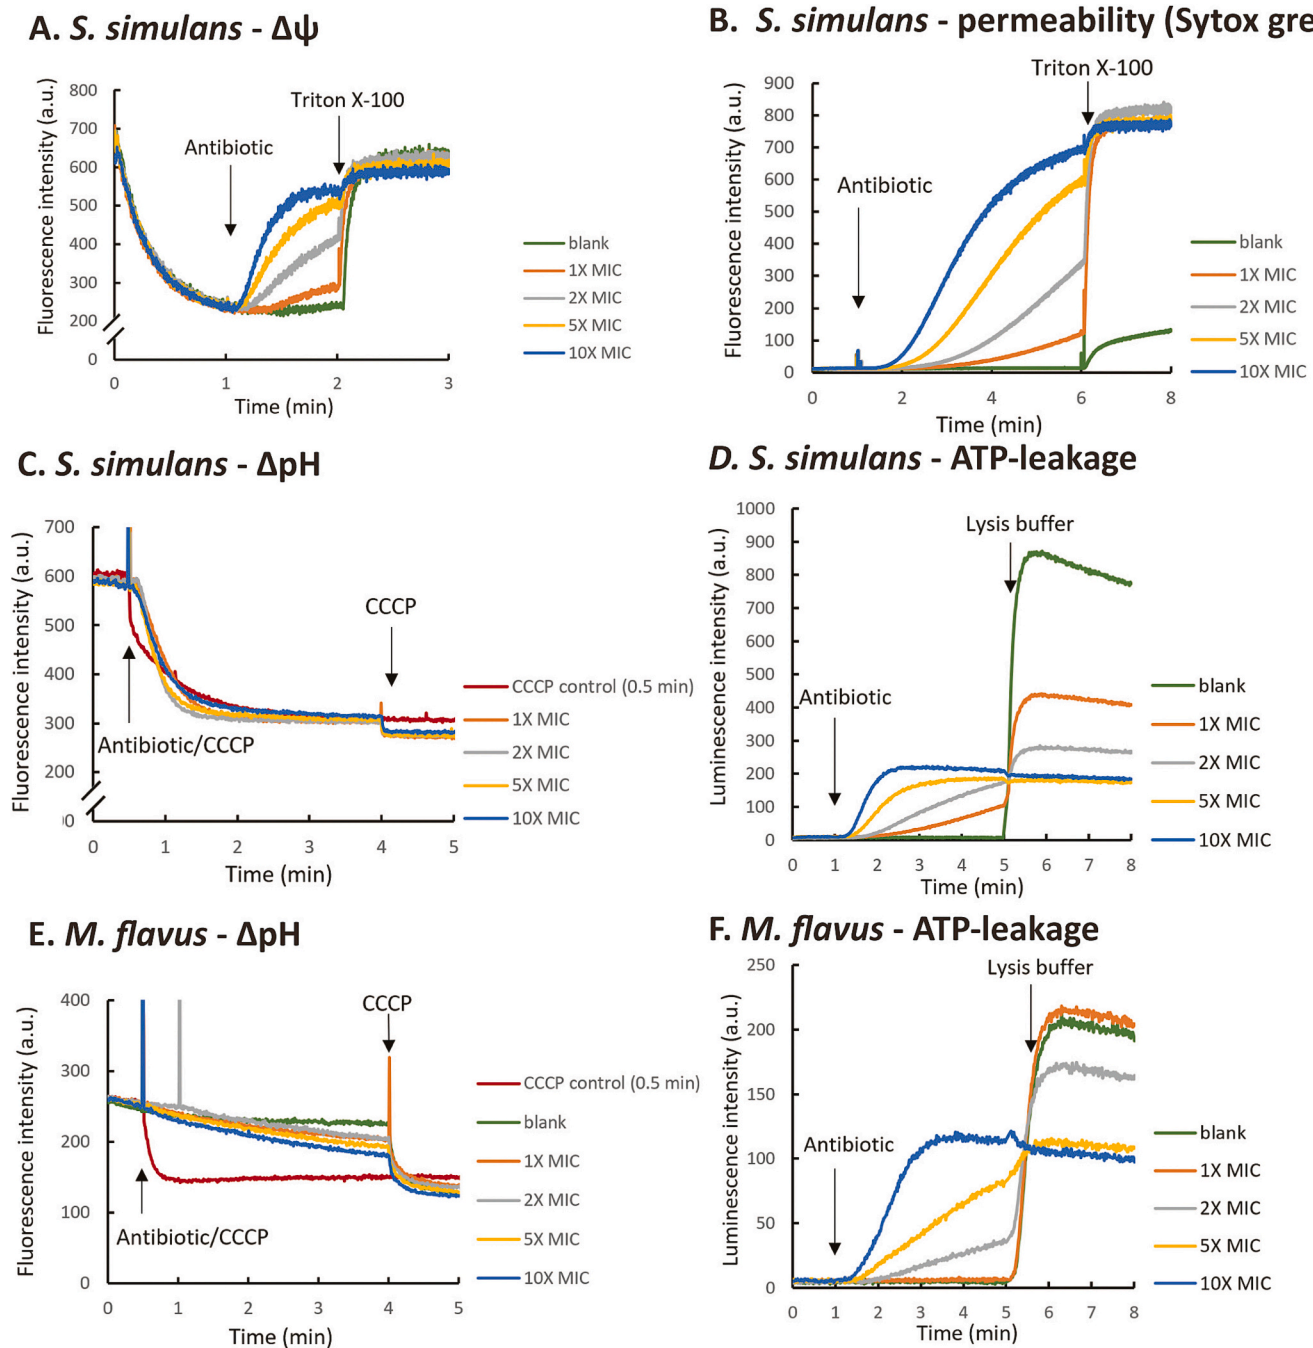 A. S. simulans - Δψ
Fluorescence intensity (a.u.)
800
700
600
500
400
300
200
0
Antibiotic
Triton X-100
0 1 2 3
Time (min)
blank
1X MIC
2X MIC
5X MIC
10X MIC
B. S. simulans - permeability (Sytox gre
Fluorescence intensity (a.u.)
900
800
700
600
500
400
300
200
100
0
Antibiotic
Triton X-100
0 2 4 6 8
Time (min)
blank
1X MIC
2X MIC
5X MIC
10X MIC
C. S. simulans - ΔpH
Fluorescence intensity (a.u.)
700
600
500
400
300
200
0
CCCP
Antibiotic/CCCP
0 1 2 3 4 5
Time (min)
CCCP control (0.5 min)
1X MIC
2X MIC
5X MIC
10X MIC
D. S. simulans - ATP-leakage
Luminescence intensity (a.u.)
1000
900
800
700
600
500
400
300
200
100
0
Antibiotic
Lysis buffer
0 1 2 3 4 5 6 7 8
Time (min)
blank
1X MIC
2X MIC
5X MIC
10X MIC
E. M. flavus - ΔpH
Fluorescence intensity (a.u.)
400
300
200
100
0
CCCP
Antibiotic/CCCP
0 1 2 3 4 5
Time (min)
CCCP control (0.5 min)
blank
1X MIC
2X MIC
5X MIC
10X MIC
F. M. flavus - ATP-leakage
Luminescence intensity (a.u.)
250
200
150
100
50
0
Antibiotic
Lysis buffer
0 1 2 3 4 5 6 7 8
Time (min)
blank
1X MIC
2X MIC
5X MIC
10X MIC